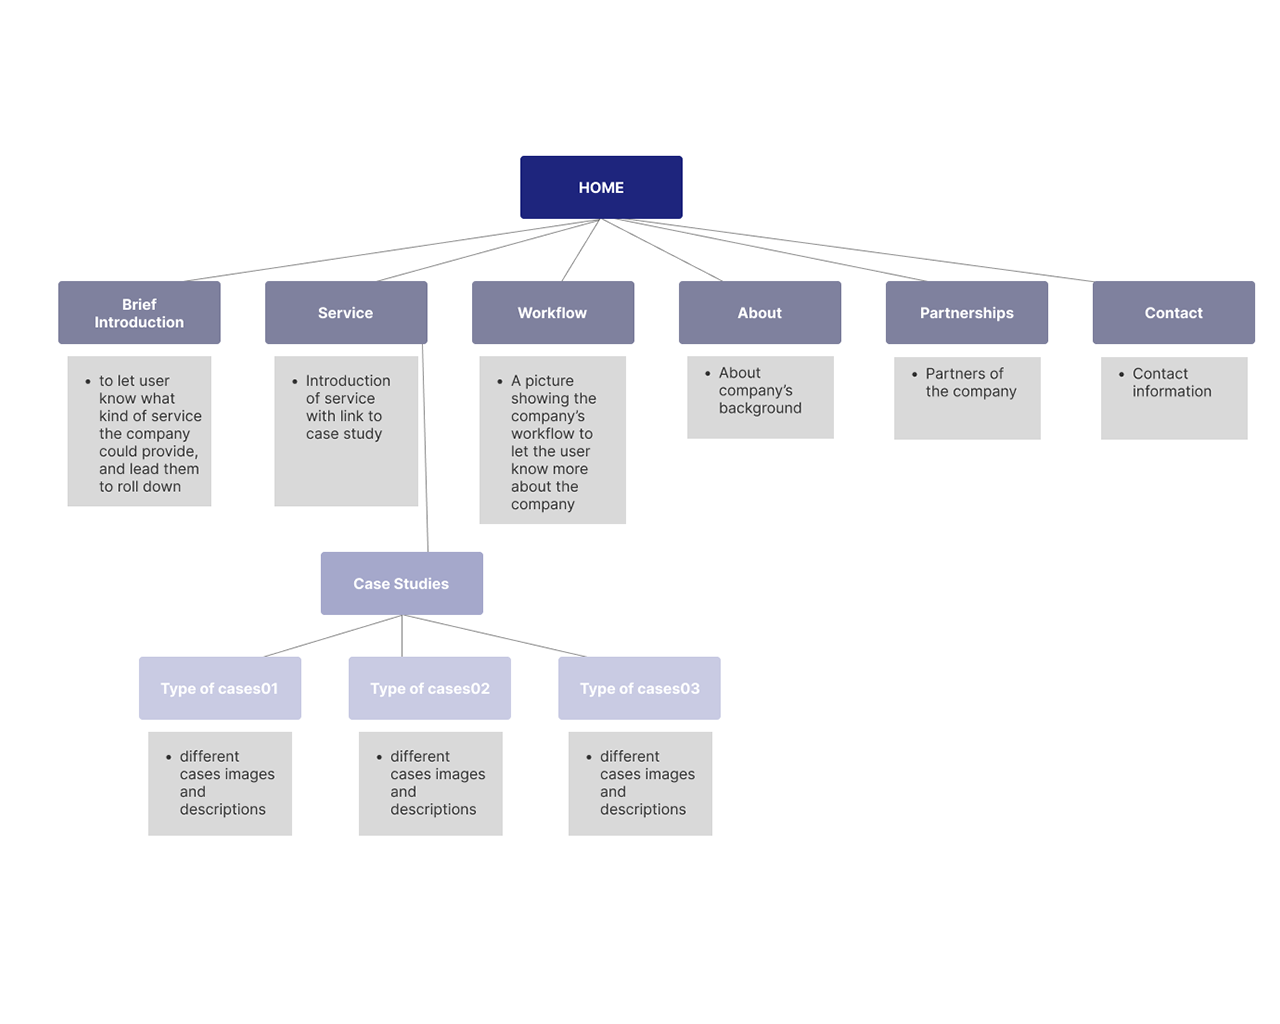 HOME
Brief
Introduction
Service
Workflow
About
Partnerships
Contact
• to let user
know what
kind of service
the company
could provide,
and lead them
to roll down
• Introduction
of service
with link to
case study
• A picture
showing the
company’s
workflow to
let the user
know more
about the
company
• About
company’s
background
• Partners of
the company
• Contact
information
Case Studies
Type of cases01
Type of cases02
Type of cases03
• different
cases images
and
descriptions
• different
cases images
and
descriptions
• different
cases images
and
descriptions